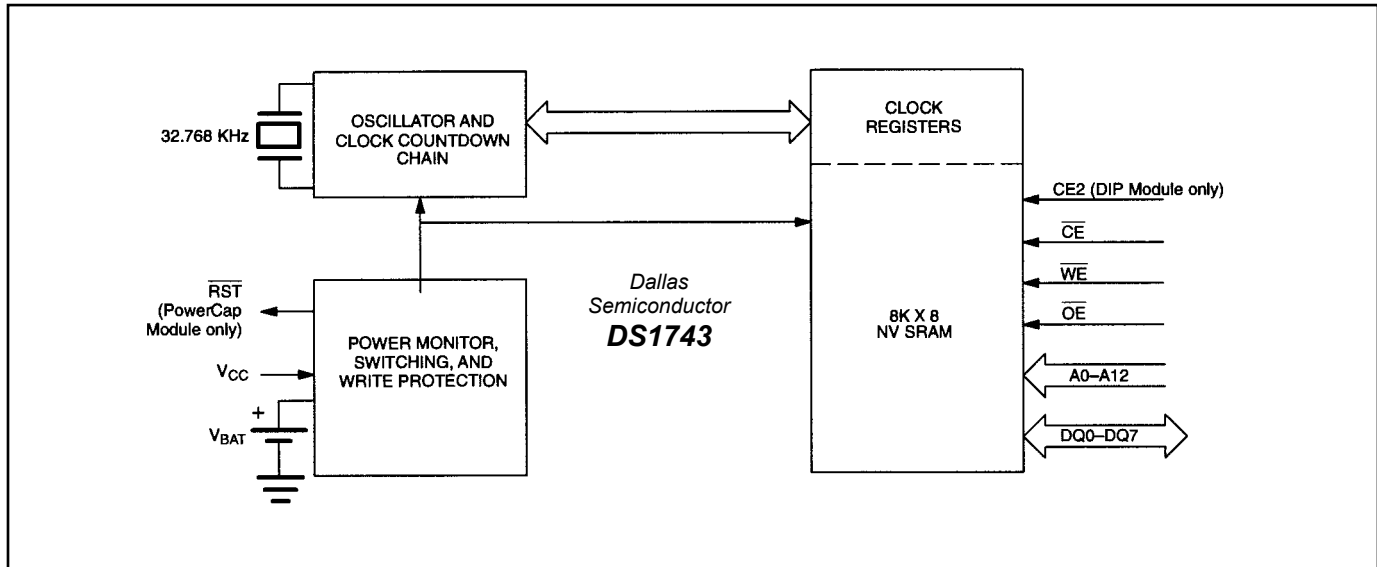 32.768 KHz
OSCILLATOR AND
CLOCK COUNTDOWN
CHAIN
CLOCK
REGISTERS
CE2 (DIP Module only)
CE
WE
OE
A0–A12
DQ0–DQ7
8K X 8
NV SRAM
Dallas
Semiconductor
DS1743
RST
(PowerCap
Module only)
VCC
+
VBAT
POWER MONITOR,
SWITCHING, AND
WRITE PROTECTION